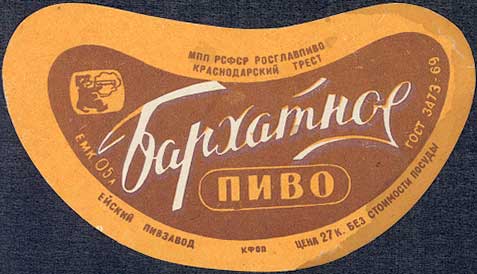 МПП РСФСР РОСГЛАВПИВО
КРАСНОДАРСКИЙ ТРЕСТ
Бархатное
ПИВО
ЕМК 0,5 Л
ГОСТ 3473-69
ЕЙСКИЙ ПИВЗАВОД
КФОП
ЦЕНА 27 К. БЕЗ СТОИМОСТИ ПОСУДЫ